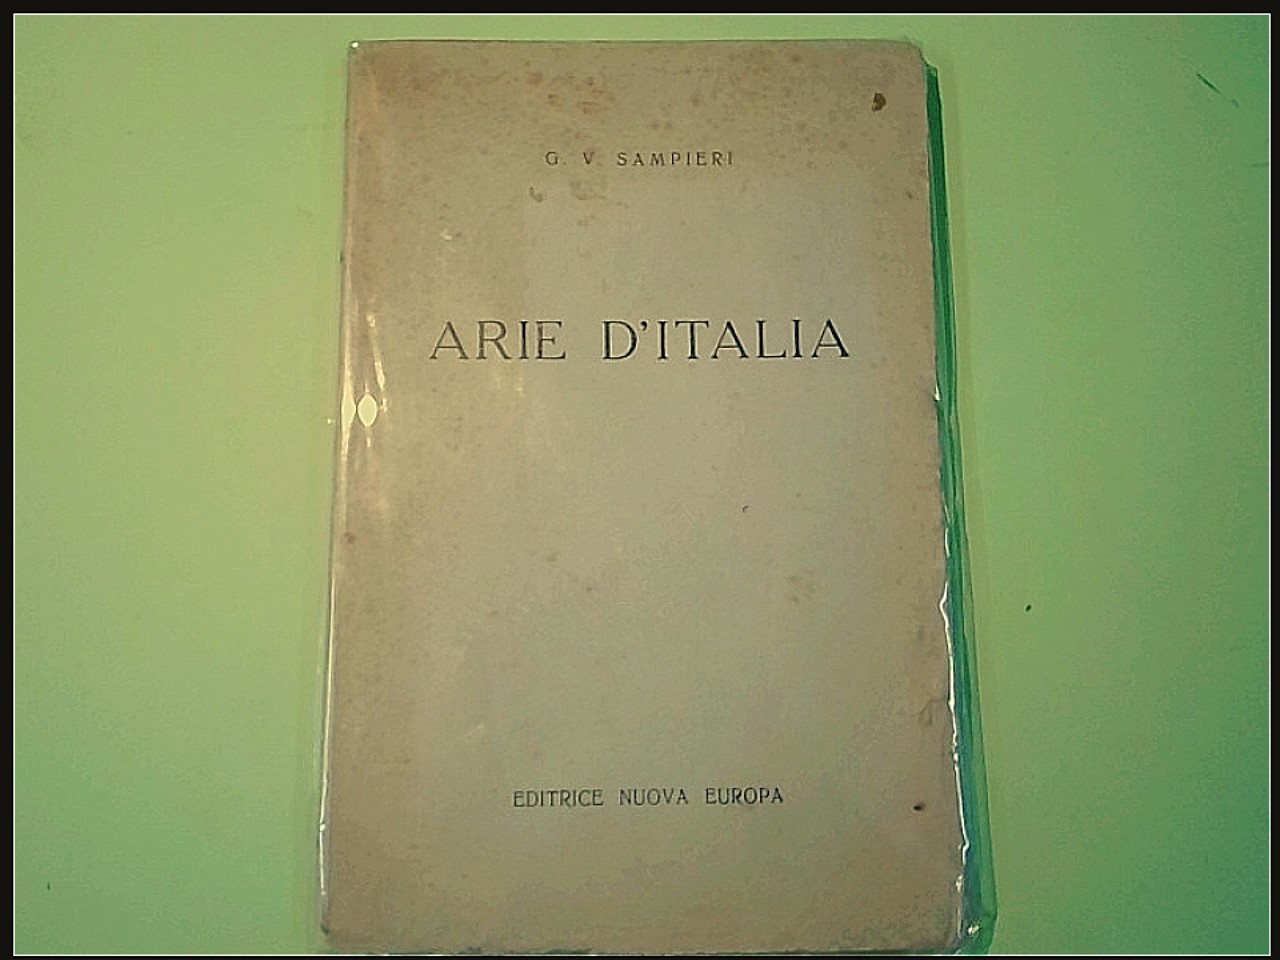 G. V. SAMPIERI
ARIE D'ITALIA
EDITRICE NUOVA EUROPA